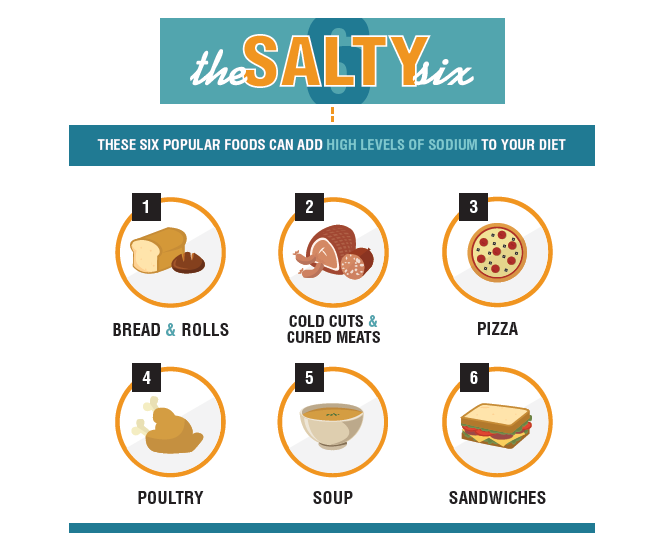 the SALTY six
6
THESE SIX POPULAR FOODS CAN ADD HIGH LEVELS OF SODIUM TO YOUR DIET
1
BREAD & ROLLS
2
COLD CUTS &
CURED MEATS
3
PIZZA
4
POULTRY
5
SOUP
6
SANDWICHES